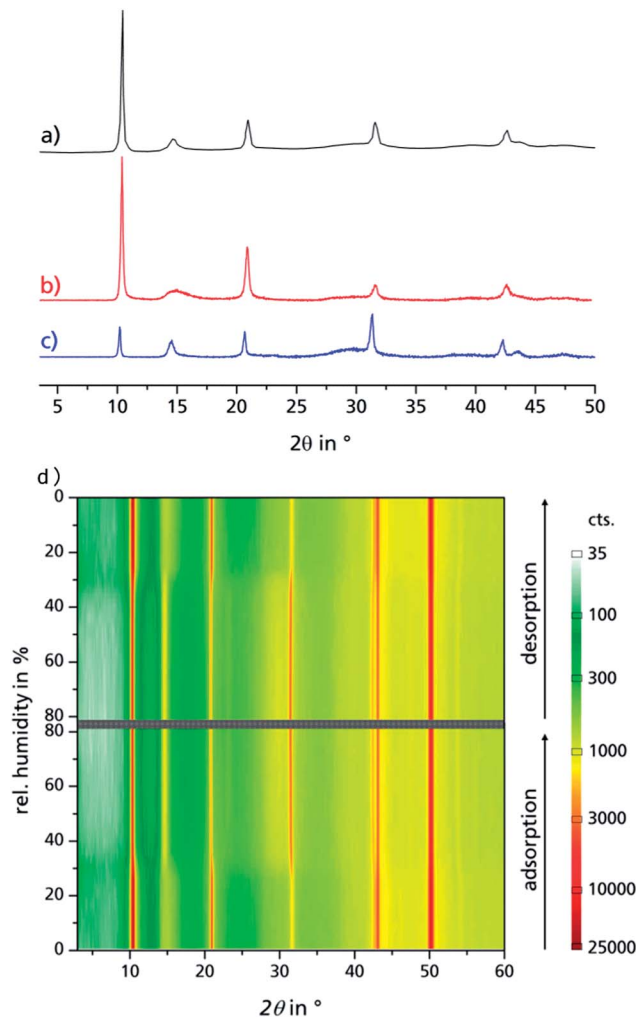 a)
b)
c)
5 10 15 20 25 30 35 40 45 50
2θ in °
d)
rel. humidity in %
0
20
40
60
80
80
60
40
20
0
10 20 30 40 50 60
2θ in °
desorption
adsorption
cts.
35
100
300
1000
3000
10000
25000